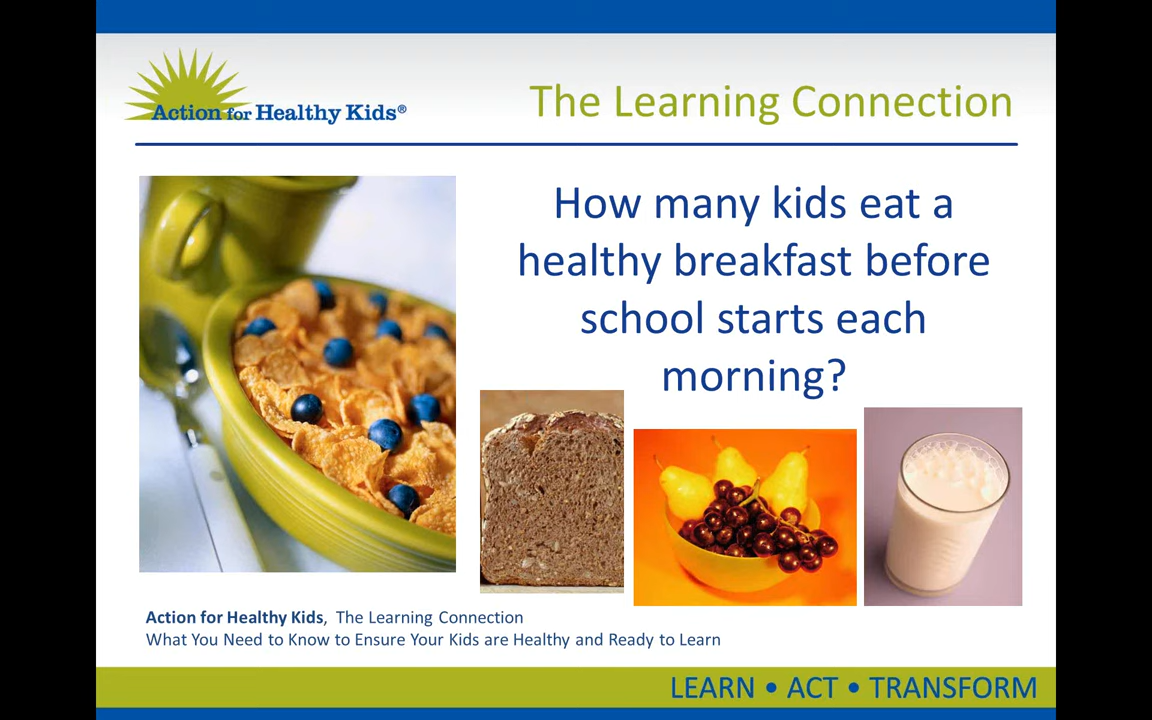 Action for Healthy Kids®
The Learning Connection
How many kids eat a
healthy breakfast before
school starts each
morning?
Action for Healthy Kids, The Learning Connection
What You Need to Know to Ensure Your Kids are Healthy and Ready to Learn
LEARN • ACT • TRANSFORM